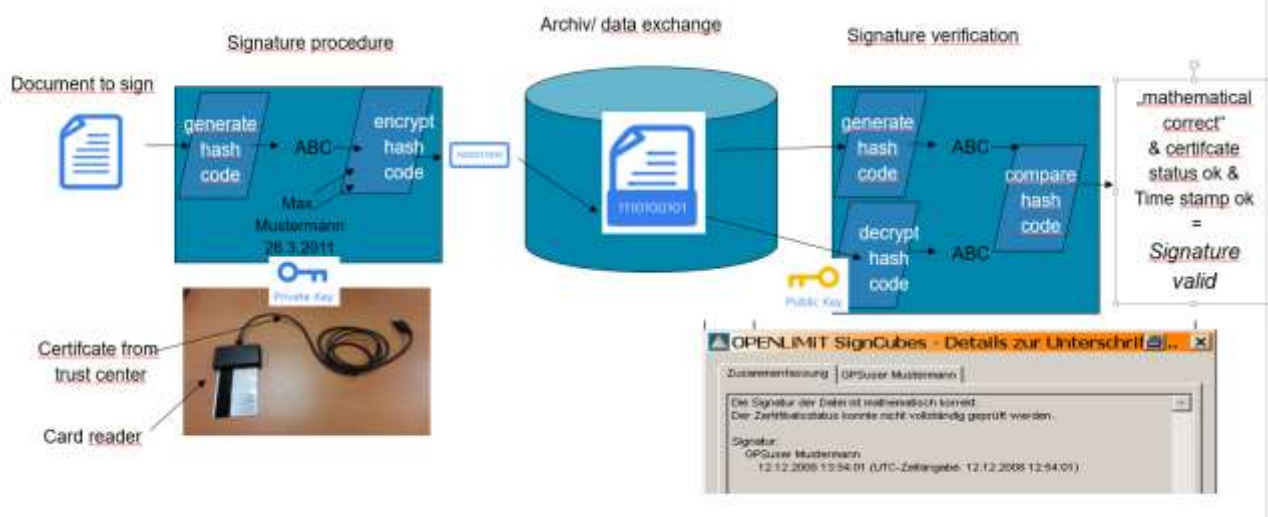 Signature procedure
Archiv/ data exchange
Signature verification
Document to sign
generate
hash
code
ABC
encrypt
hash
code
Max
Mustermann
28.3.2011
Private Key
Certifcate from
trust center
Card reader
1110100101
generate
hash
code
ABC
decrypt
hash
code
ABC
compare
hash
code
Public Key
„mathematical
correct“
& certifcate
status ok &
Time stamp ok
=
Signature
valid
OPENLiMiT SignCubes - Details zur Unterschrif
Zusammenfassung
GPSuser Mustermann
Die Signatur der Datei ist mathematisch korrekt.
Der Zertifikatsstatus konnte nicht vollständig geprüft werden.
Signatur:
GPSuser Mustermann
12.12.2008 13:54:01 (UTC-Zeitangabe: 12.12.2008 12:54:01)